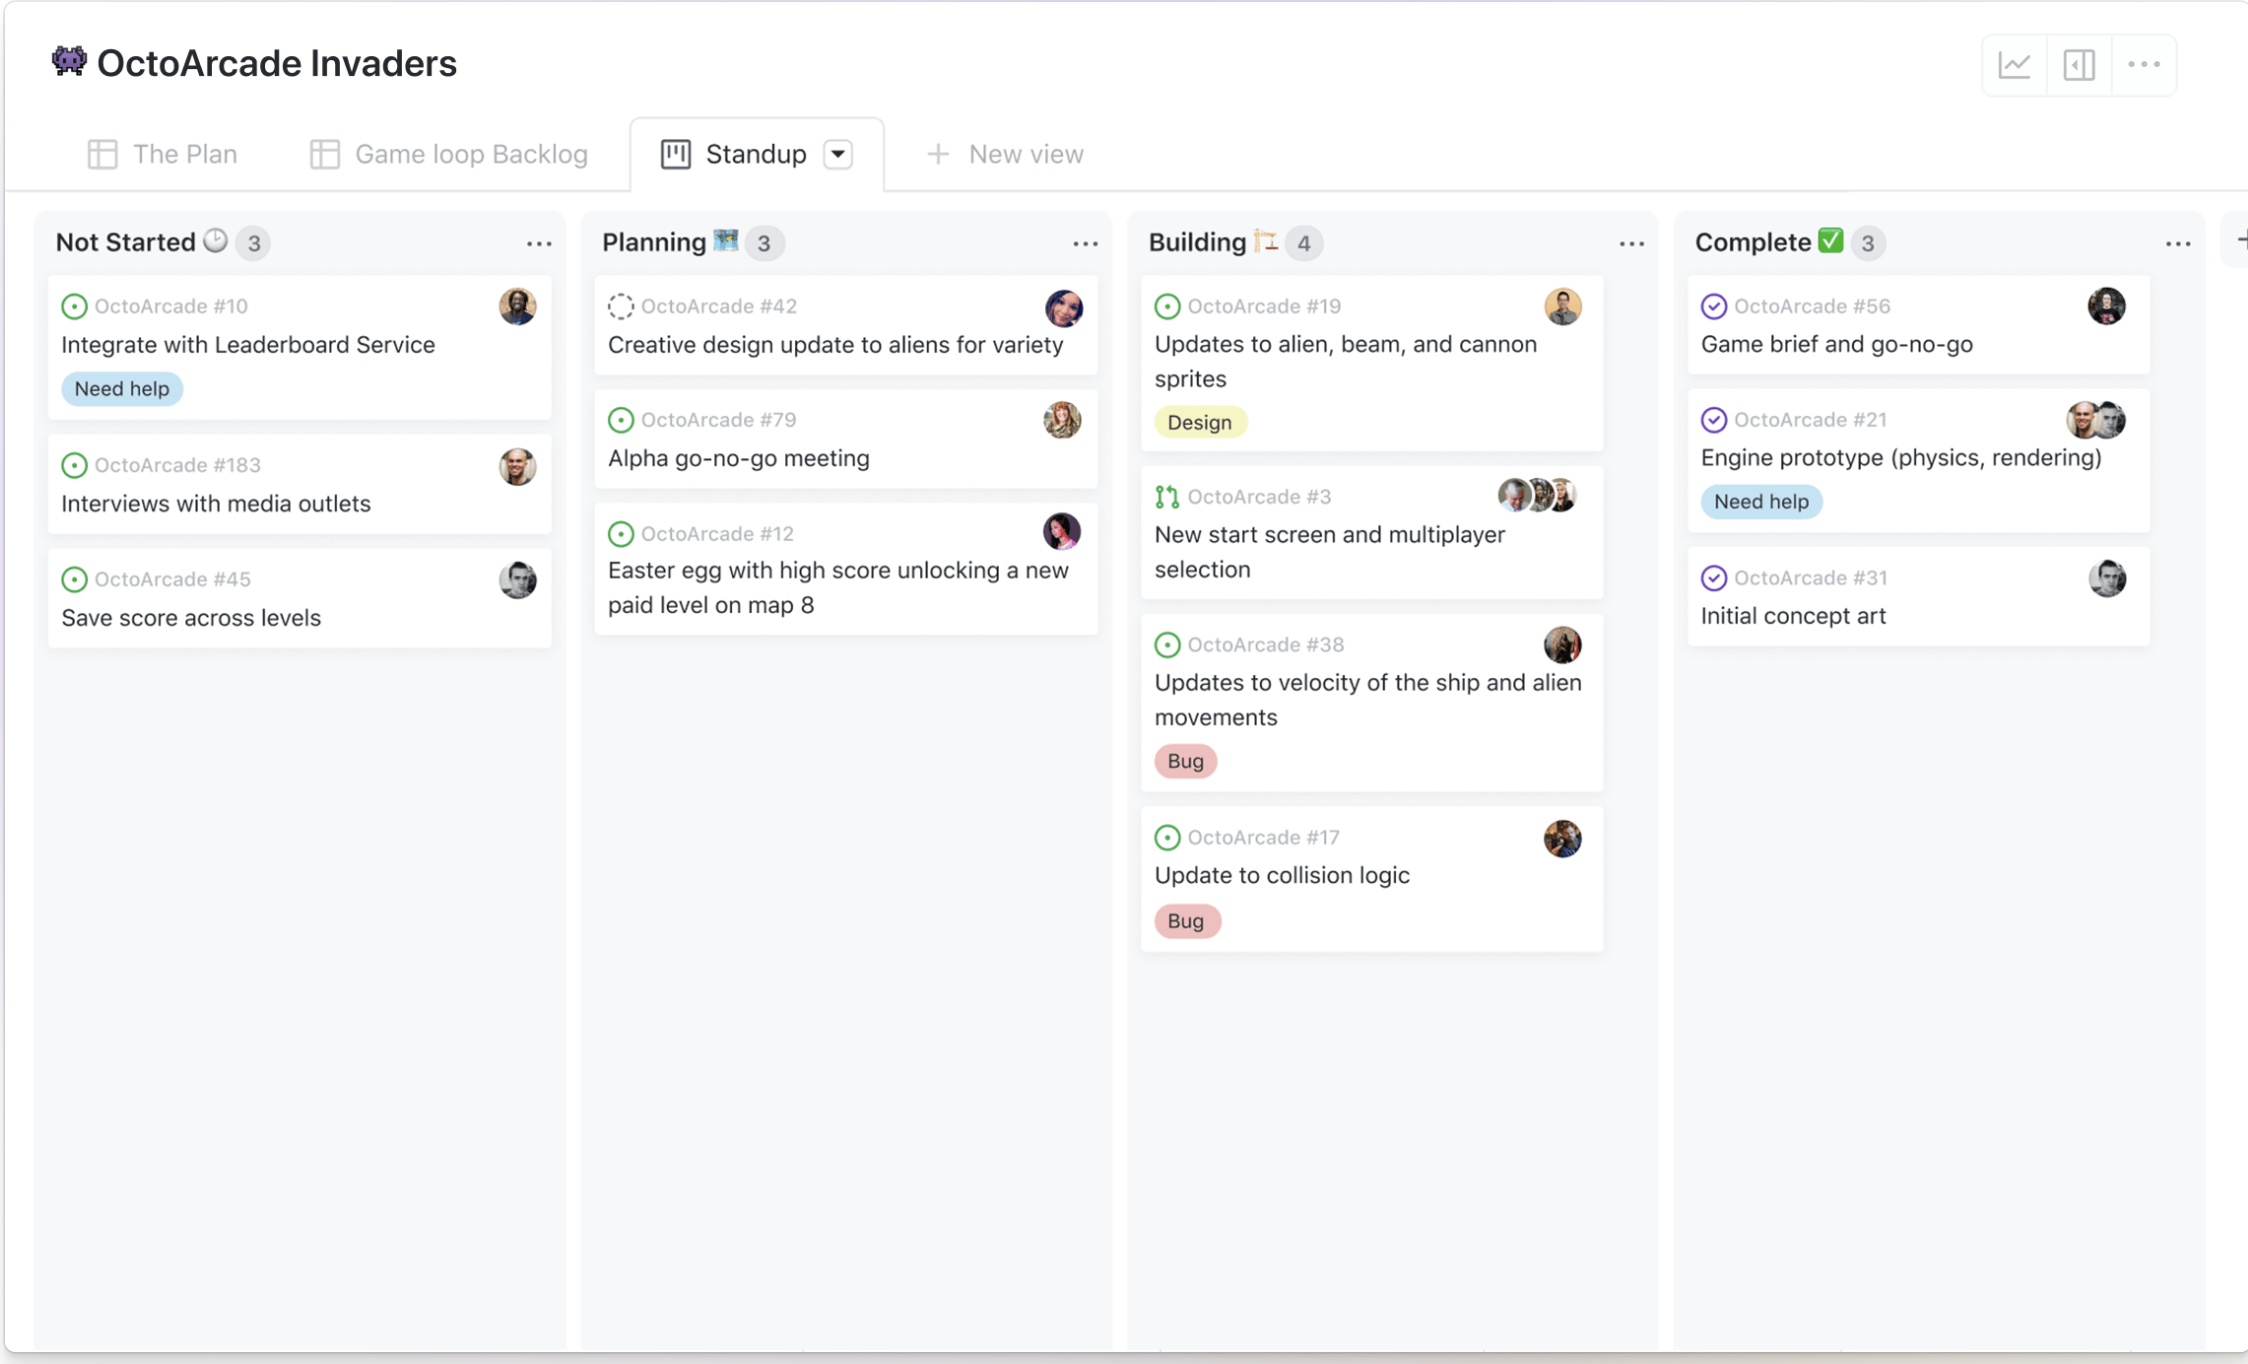 OctoArcade Invaders
The Plan
Game loop Backlog
Standup
New view
Not Started 3
OctoArcade #10
Integrate with Leaderboard Service
Need help
OctoArcade #183
Interviews with media outlets
OctoArcade #45
Save score across levels
Planning 3
OctoArcade #42
Creative design update to aliens for variety
OctoArcade #79
Alpha go-no-go meeting
OctoArcade #12
Easter egg with high score unlocking a new
paid level on map 8
Building 4
OctoArcade #19
Updates to alien, beam, and cannon
sprites
Design
OctoArcade #3
New start screen and multiplayer
selection
OctoArcade #38
Updates to velocity of the ship and alien
movements
Bug
OctoArcade #17
Update to collision logic
Bug
Complete 3
OctoArcade #56
Game brief and go-no-go
OctoArcade #21
Engine prototype (physics, rendering)
Need help
OctoArcade #31
Initial concept art